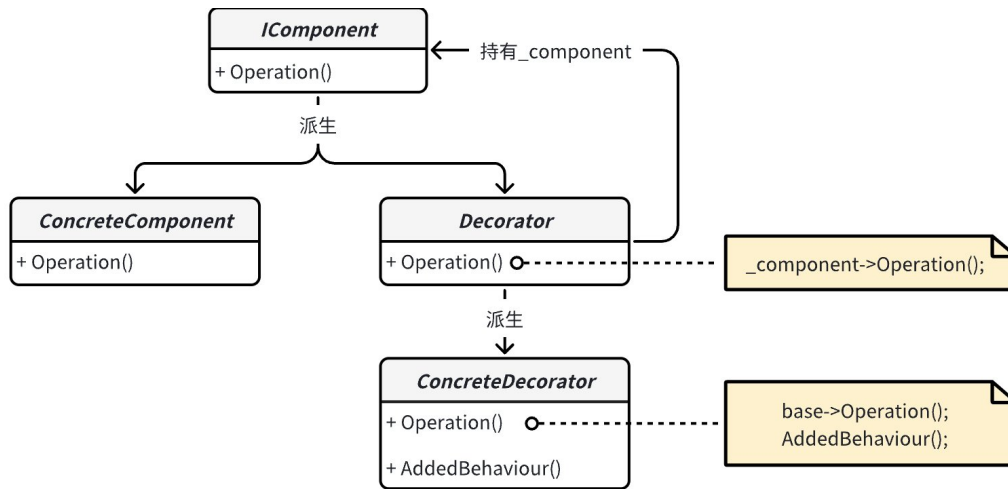 IComponent
+ Operation()
持有_component
派生
ConcreteComponent
+ Operation()
Decorator
+ Operation()
_component->Operation();
派生
ConcreteDecorator
+ Operation()
+ AddedBehaviour()
base->Operation();
AddedBehaviour();